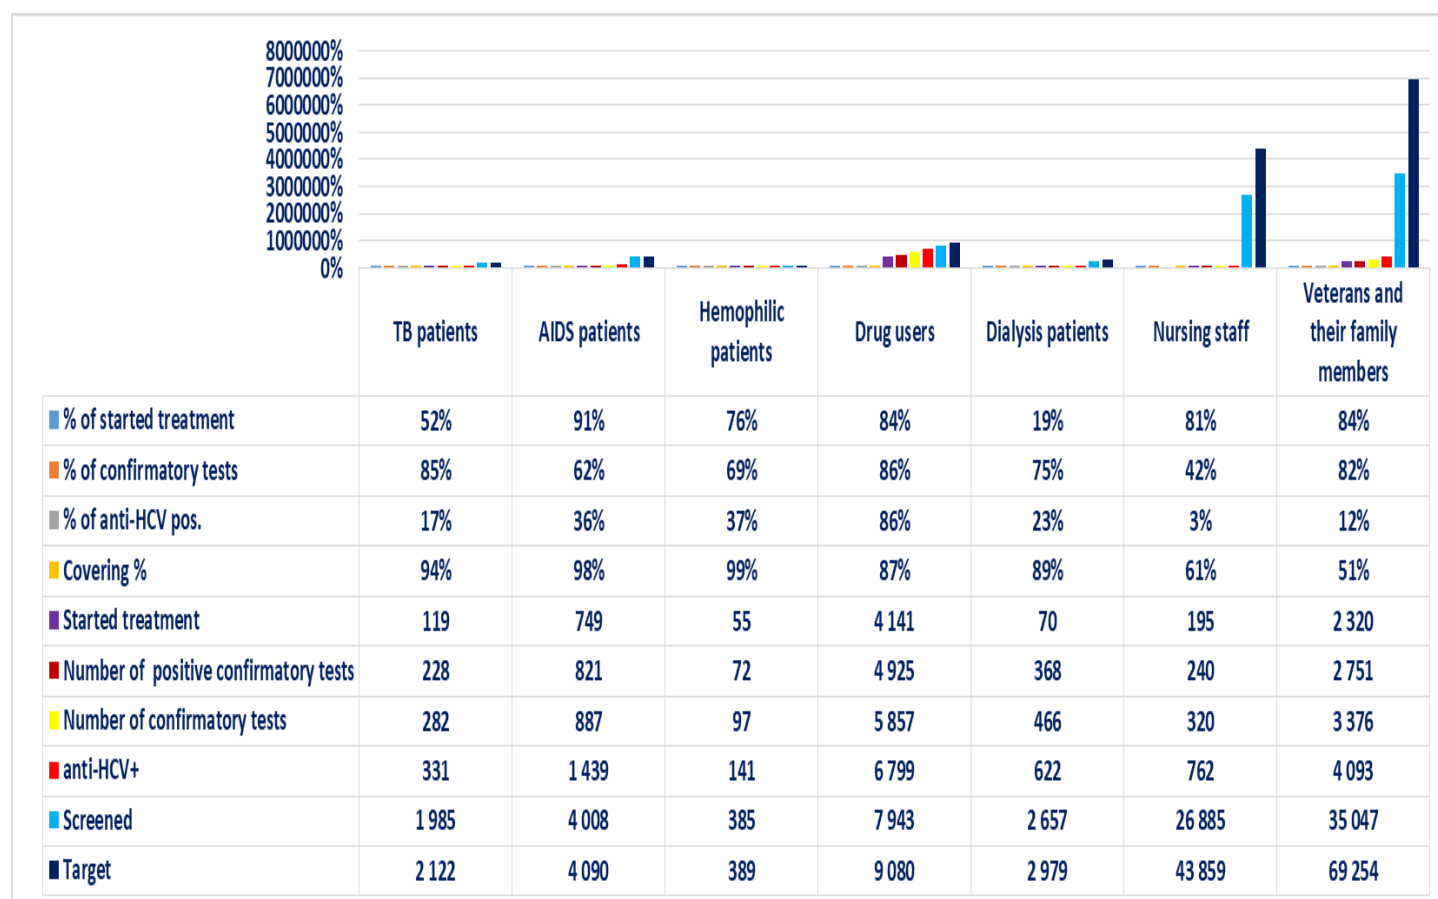 8000000%
7000000%
6000000%
5000000%
4000000%
3000000%
2000000%
1000000%
0%
TB patients AIDS patients Hemophilic patients Drug users Dialysis patients Nursing staff Veterans and their family members
% of started treatment 52% 91% 76% 84% 19% 81% 84%
% of confirmatory tests 85% 62% 69% 86% 75% 42% 82%
% of anti-HCV pos. 17% 36% 37% 86% 23% 3% 12%
Covering % 94% 98% 99% 87% 89% 61% 51%
Started treatment 119 749 55 4 141 70 195 2 320
Number of positive confirmatory tests 228 821 72 4 925 368 240 2 751
Number of confirmatory tests 282 887 97 5 857 466 320 3 376
anti-HCV+ 331 1 439 141 6 799 622 762 4 093
Screened 1 985 4 008 385 7 943 2 657 26 885 35 047
Target 2 122 4 090 389 9 080 2 979 43 859 69 254